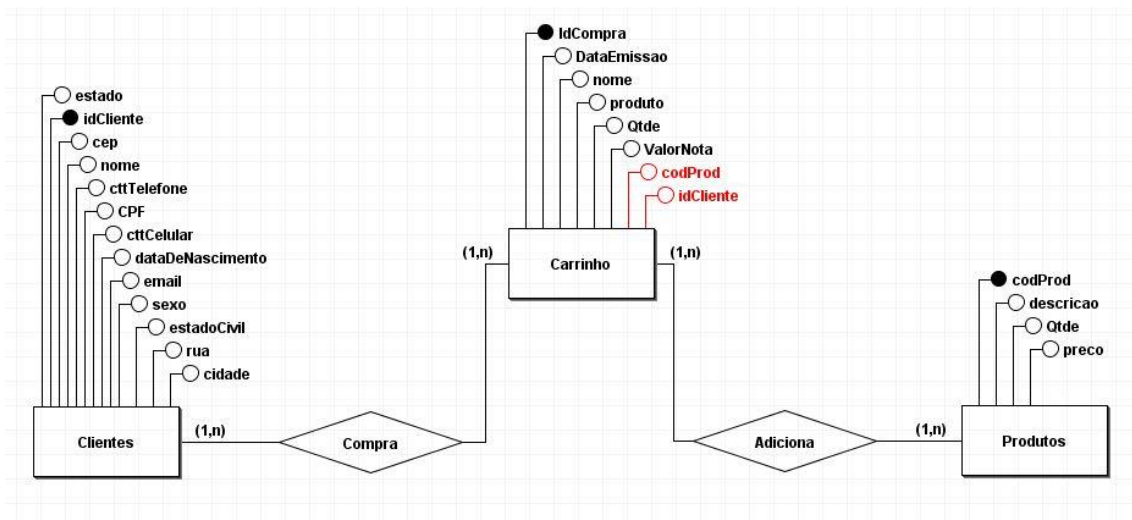 IdCompra
DataEmissao
nome
produto
Qtde
ValorNota
codProd
idCliente
(1,n)
Carrinho
(1,n)
estado
idCliente
cep
nome
cttTelefone
CPF
cttCelular
dataDeNascimento
email
sexo
estadoCivil
rua
cidade
Clientes
(1,n)
Compra
Adiciona
(1,n)
codProd
descricao
Qtde
preco
Produtos